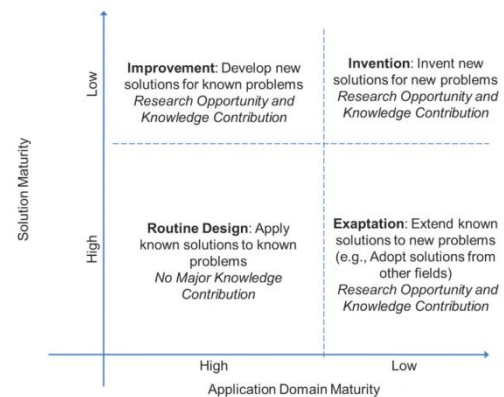 Improvement: Develop new
solutions for known problems
Research Opportunity and
Knowledge Contribution
Invention: Invent new
solutions for new problems
Research Opportunity and
Knowledge Contribution
Low
Solution Maturity
High
Routine Design: Apply
known solutions to known
problems
No Major Knowledge
Contribution
Exaptation: Extend known
solutions to new problems
(e.g., Adopt solutions from
other fields)
Research Opportunity and
Knowledge Contribution
High
Low
Application Domain Maturity